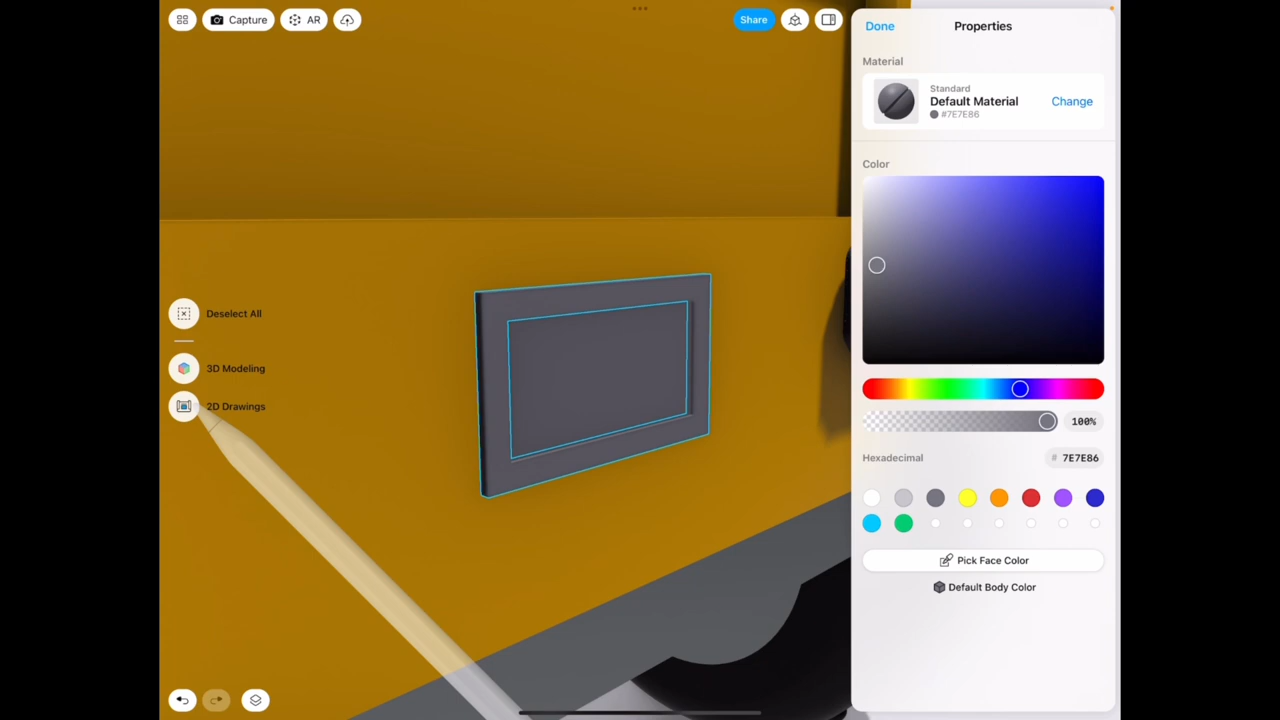 Capture
AR
Share
Done
Properties
Material
Standard
Default Material
#7E7E86
Change
Color
Deselect All
3D Modeling
2D Drawings
100%
Hexadecimal
# 7E7E86
Pick Face Color
Default Body Color